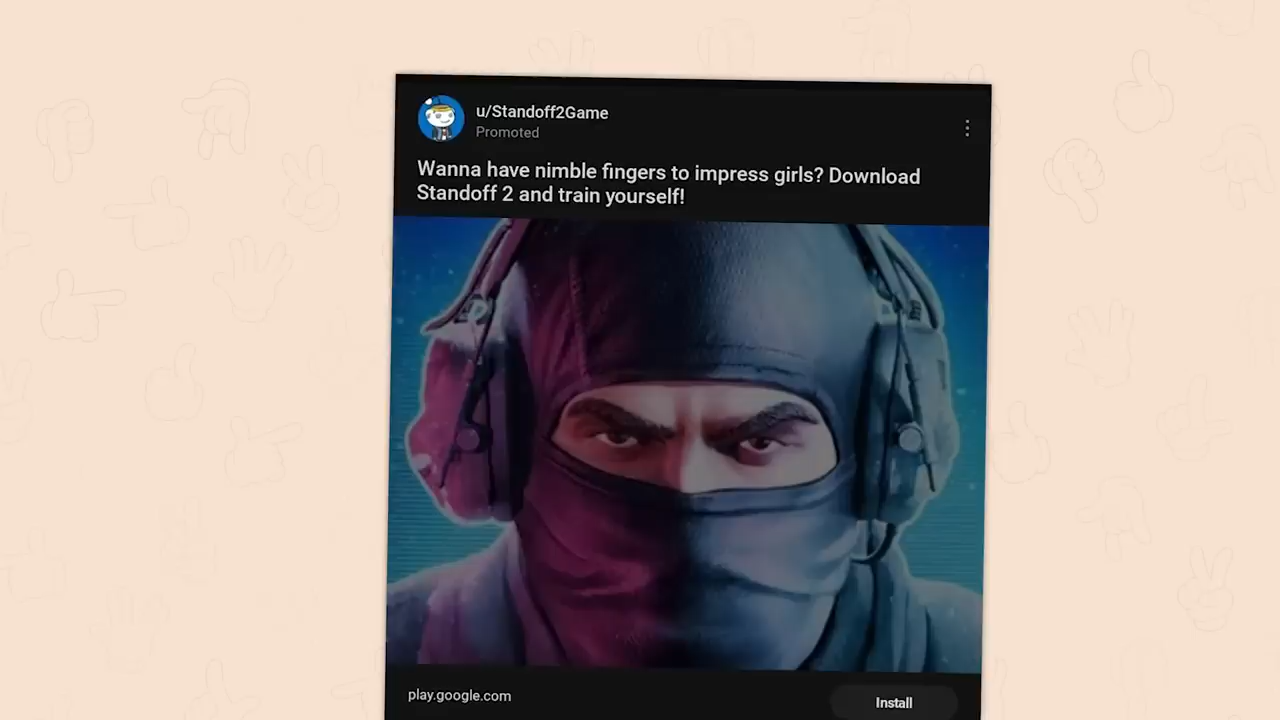 u/Standoff2Game
Promoted
Wanna have nimble fingers to impress girls? Download
Standoff 2 and train yourself!
play.google.com
Install